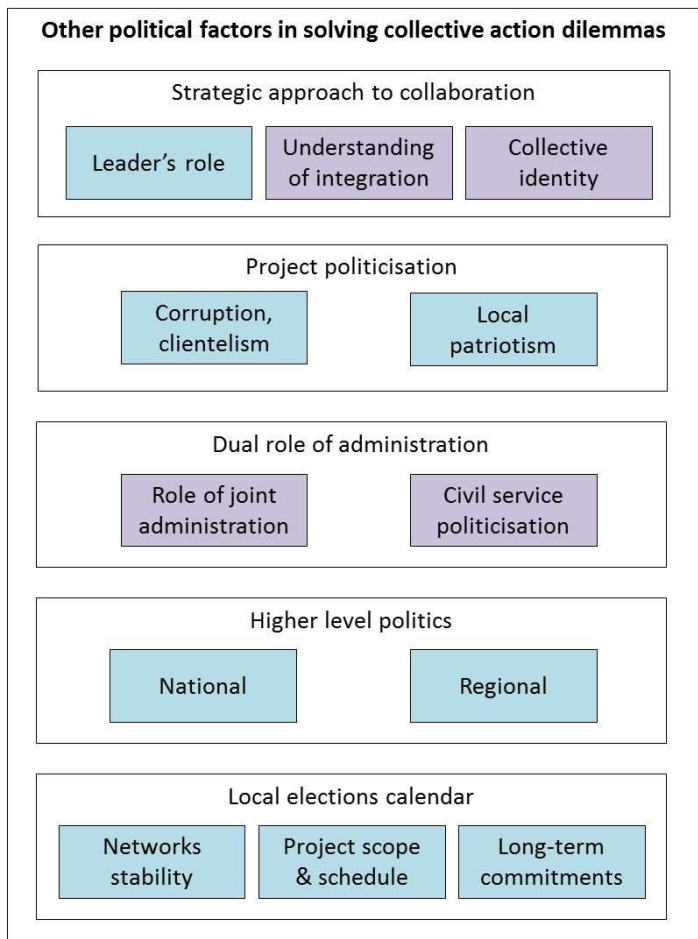 Other political factors in solving collective action dilemmas
Strategic approach to collaboration
Leader’s role
Understanding
of integration
Collective
identity
Project politicisation
Corruption,
clientelism
Local
patriotism
Dual role of administration
Role of joint
administration
Civil service
politicisation
Higher level politics
National
Regional
Local elections calendar
Networks
stability
Project scope
& schedule
Long-term
commitments